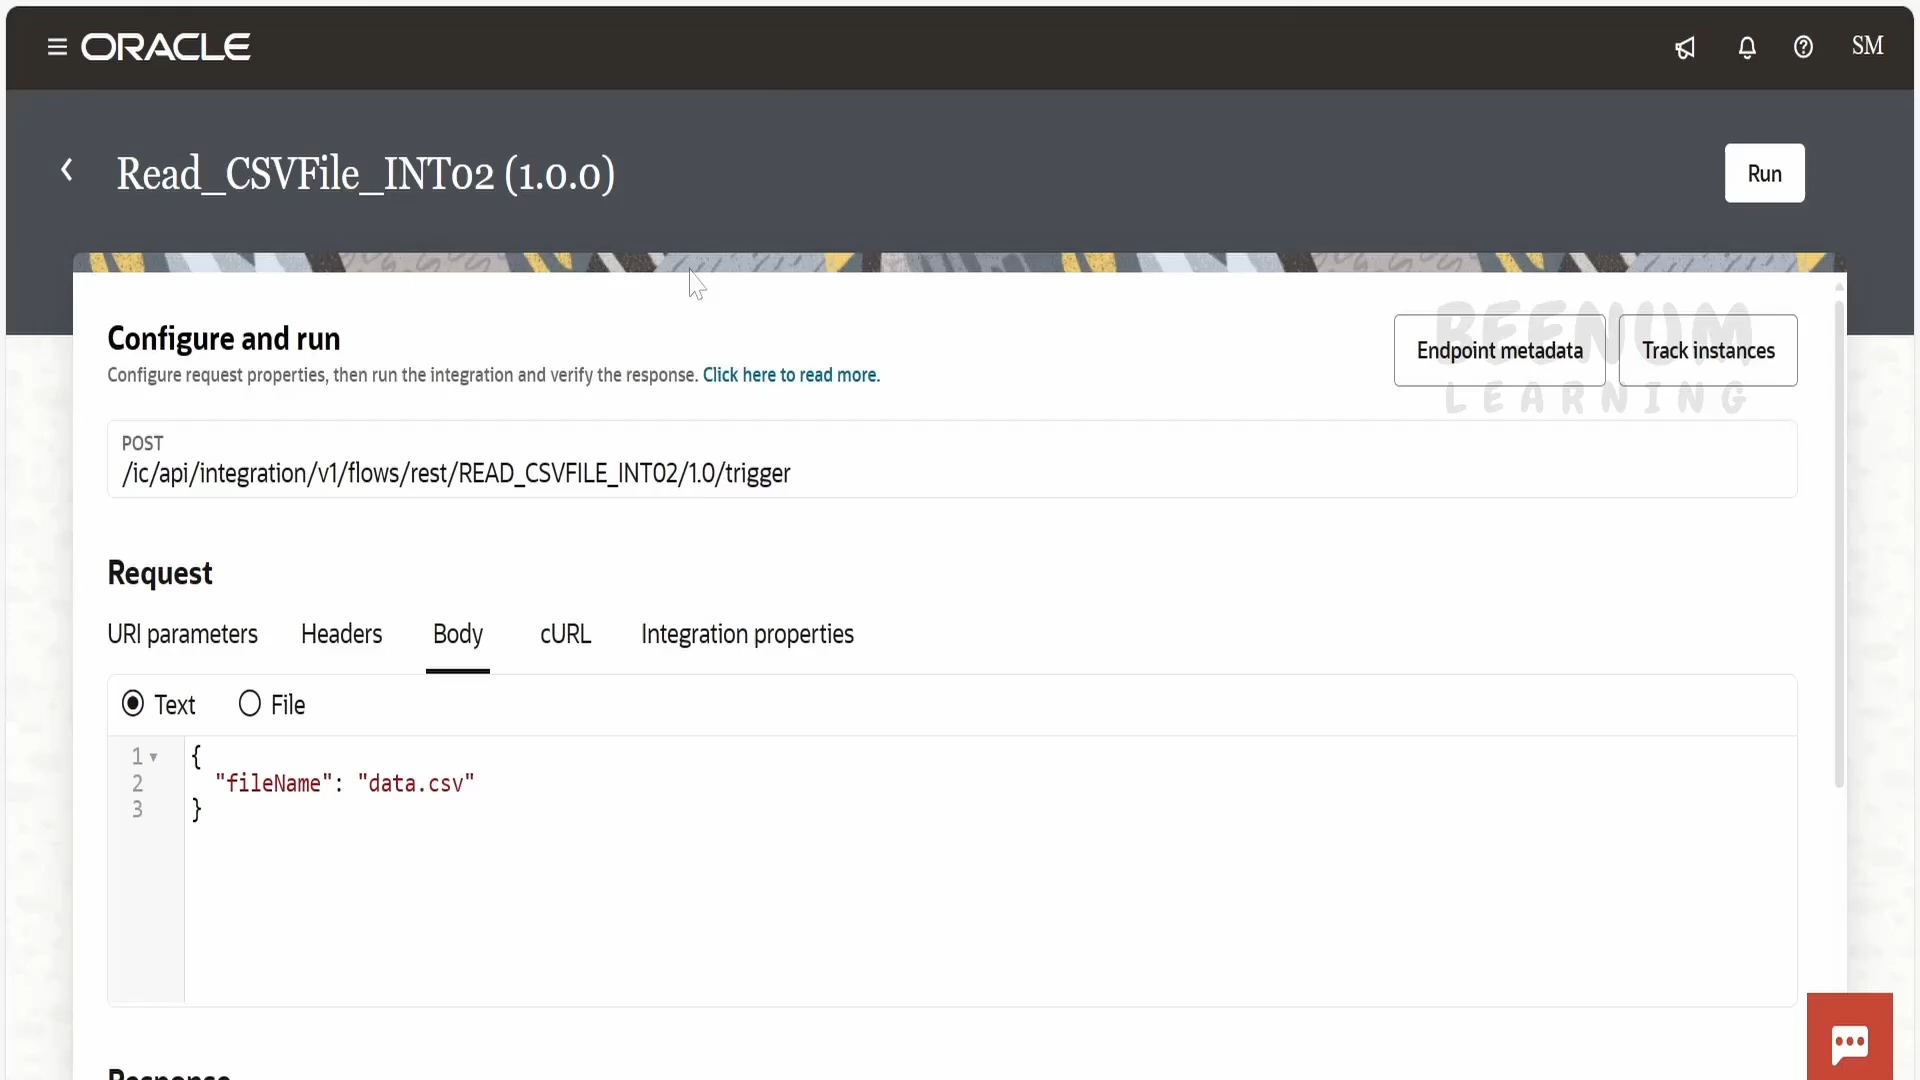 ORACLE
SM
Read_CSVFile_INT02 (1.0.0)
Run
Configure and run
Configure request properties, then run the integration and verify the response. Click here to read more.
Endpoint metadata
Track instances
BEENUM
LEARNING
POST
/ic/api/integration/v1/flows/rest/READ_CSVFILE_INT02/1.0/trigger
Request
URI parameters Headers Body cURL Integration properties
Text File
1 {
2 "fileName": "data.csv"
3 }
Response